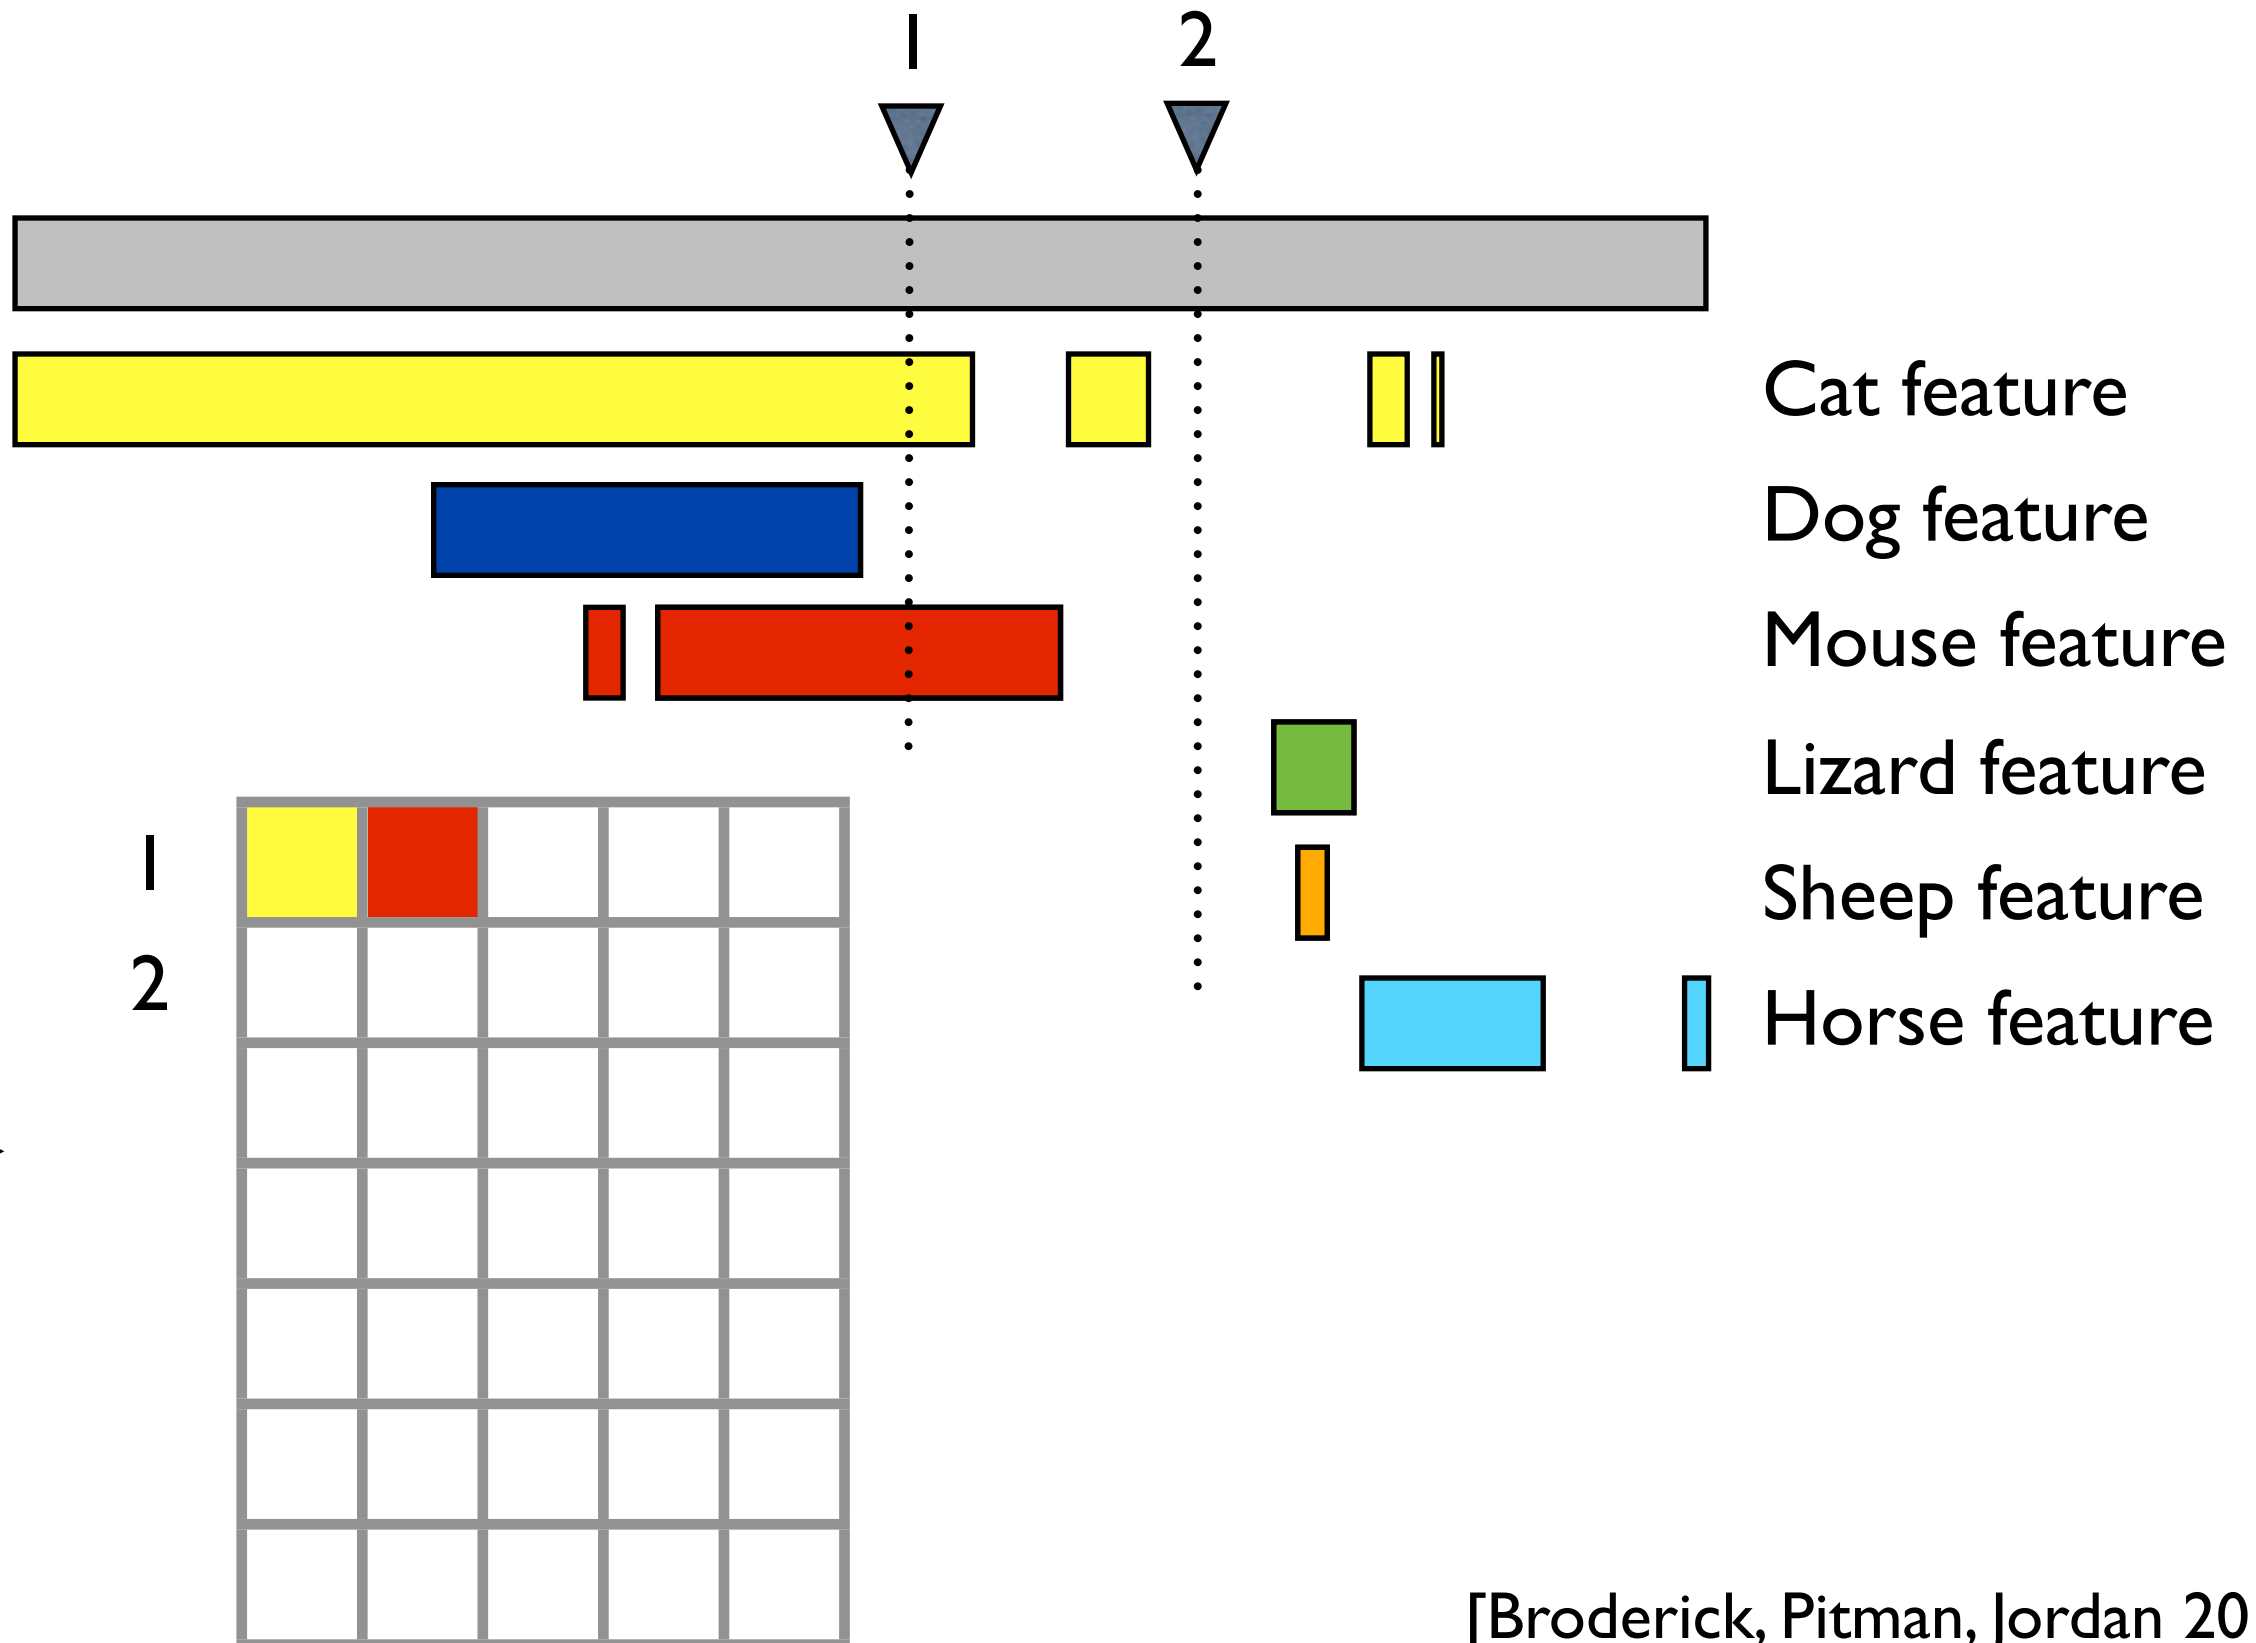 1
2
Cat feature
Dog feature
Mouse feature
Lizard feature
Sheep feature
Horse feature
1
2
[Broderick, Pitman, Jordan 20